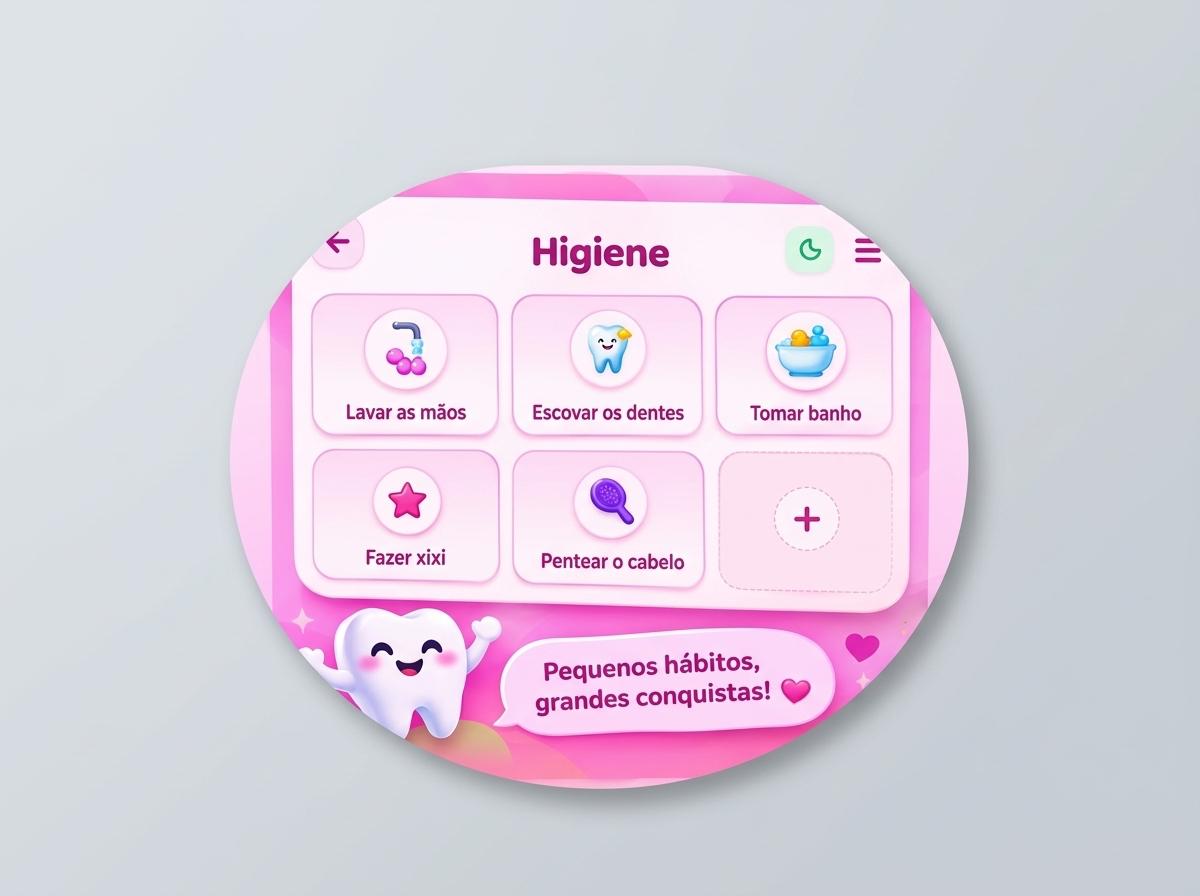 Higiene
Lavar as mãos
Escovar os dentes
Tomar banho
Fazer xixi
Pentear o cabelo
Pequenos hábitos,
grandes conquistas!